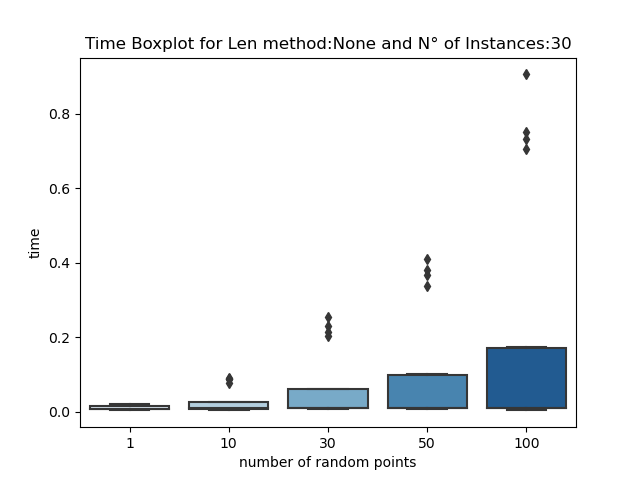 Time Boxplot for Len method:None and N° of Instances:30
0.8
0.6
0.4
0.2
0.0
time
1 10 30 50 100
number of random points